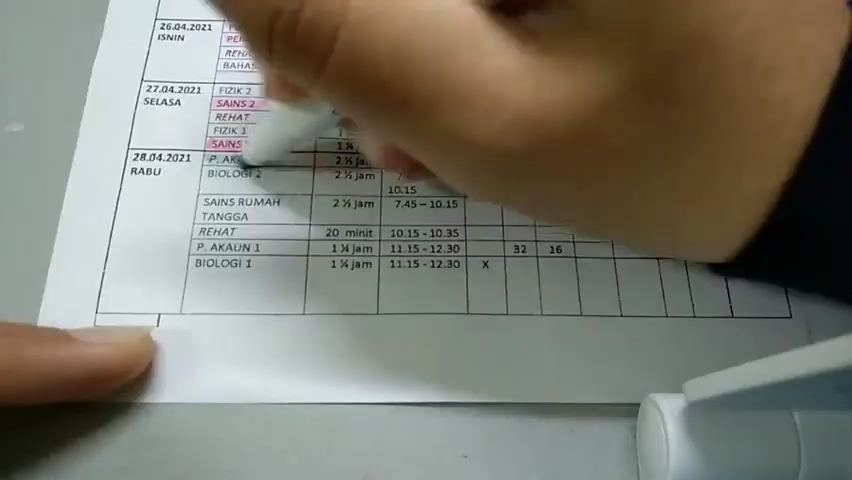 26.04.2021
ISNIN
REHA
BAHAS
27.04.2021 FIZIK 2
SELASA SAINS 2
REHAT
FIZIK 1
SAINS 1 ¼
28.04.2021 P. AKA 2 ½ jam
RABU BIOLOGI 2 2 ½ jam
10.15
SAINS RUMAH 2 ½ jam 7.45 – 10.15
TANGGA
REHAT 20 minit 10.15 - 10.35
P. AKAUN 1 1 ¼ jam 11.15 - 12.30 32 16
BIOLOGI 1 1 ¼ jam 11.15 - 12.30 X